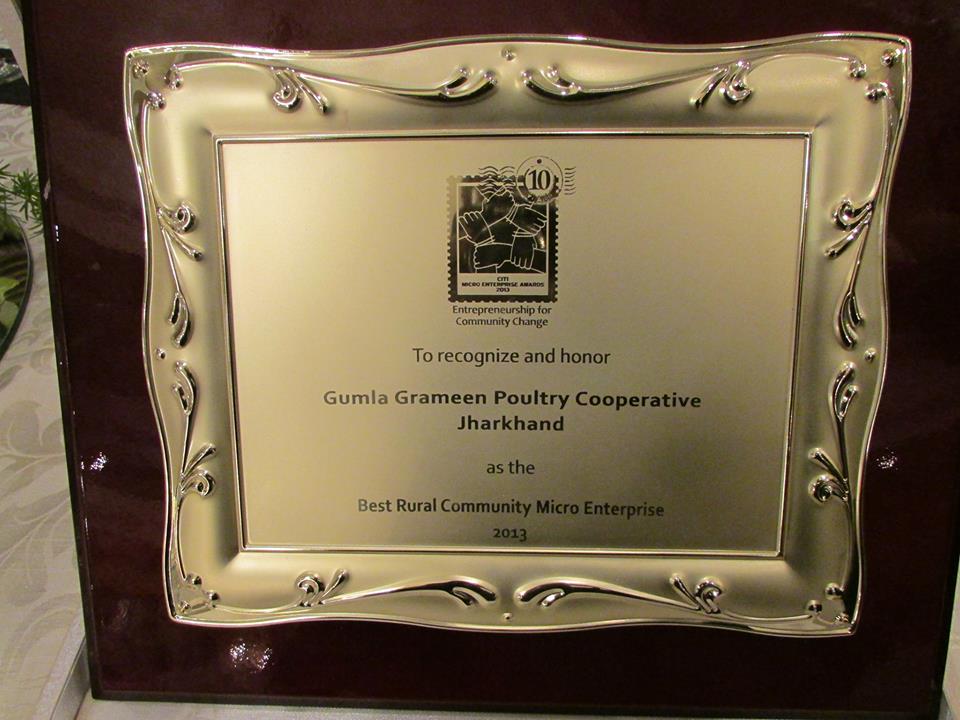 10
CITI
MICRO ENTERPRISE AWARDS
2013
Entrepreneurship for
Community Change
To recognize and honor
Gumla Grameen Poultry Cooperative
Jharkhand
as the
Best Rural Community Micro Enterprise
2013